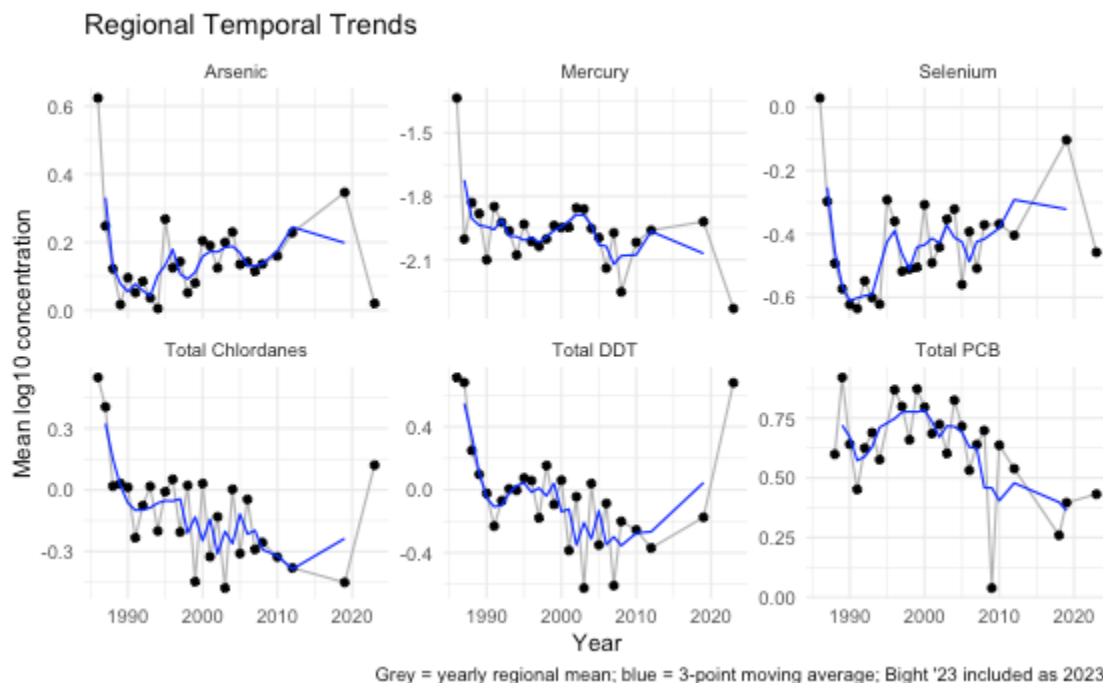 Regional Temporal Trends
Arsenic Mercury Selenium
0.6 0.4 0.2 0.0
-1.5 -1.8 -2.1
0.0 -0.2 -0.4 -0.6
Mean log10 concentration
Total Chlordanes Total DDT Total PCB
0.3 0.0 -0.3
0.4 0.0 -0.4
0.75 0.50 0.25 0.00
1990 2000 2010 2020 1990 2000 2010 2020 1990 2000 2010 2020
Year
Grey = yearly regional mean; blue = 3-point moving average; Bight '23 included as 2023